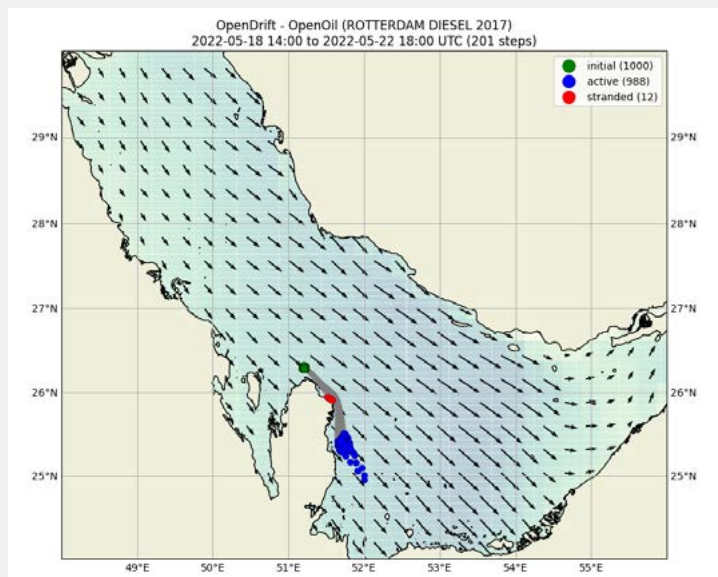 OpenDrift - OpenOil (ROTTERDAM DIESEL 2017)
2022-05-18 14:00 to 2022-05-22 18:00 UTC (201 steps)
initial (1000)
active (988)
stranded (12)
29°N
29°N
28°N
28°N
27°N
27°N
26°N
26°N
25°N
25°N
49°E
50°E
51°E
52°E
53°E
54°E
55°E